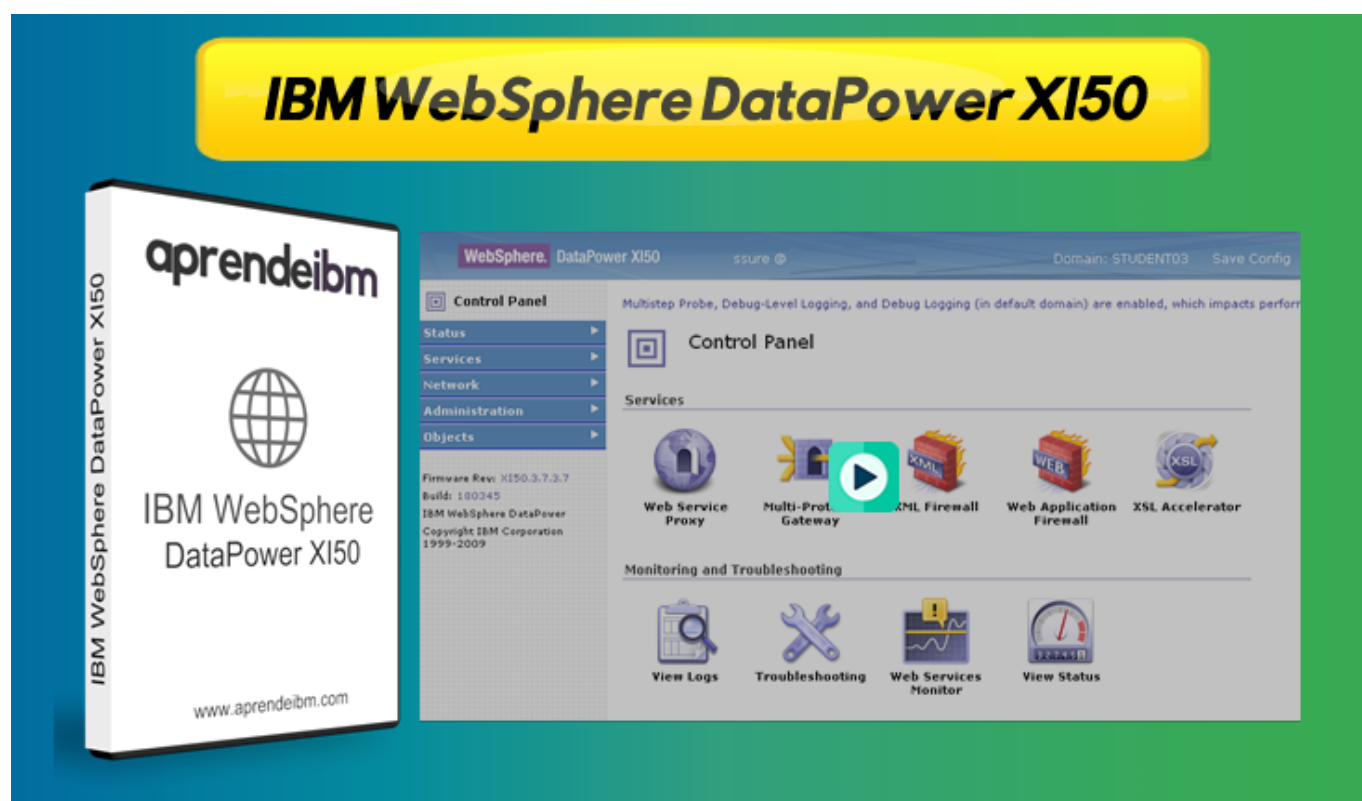 IBM WebSphere DataPower XI50
IBM WebSphere DataPower XI50
aprendeibm
IBM WebSphere
DataPower XI50
www.aprendeibm.com
WebSphere. DataPower XI50
ssure @
Domain: STUDENT03
Save Config
Control Panel
Status
Services
Network
Administration
Objects
Firmware Rev: XI50.3.7.3.7
Build: 180345
IBM WebSphere DataPower
Copyright IBM Corporation
1999-2009
Multistep Probe, Debug-Level Logging, and Debug Logging (in default domain) are enabled, which impacts perfor
Control Panel
Services
XML
WEB
XSL
Web Service
Proxy
Multi-Prot
Gateway
XML Firewall
Web Application
Firewall
XSL Accelerator
Monitoring and Troubleshooting
View Logs
Troubleshooting
Web Services
Monitor
View Status